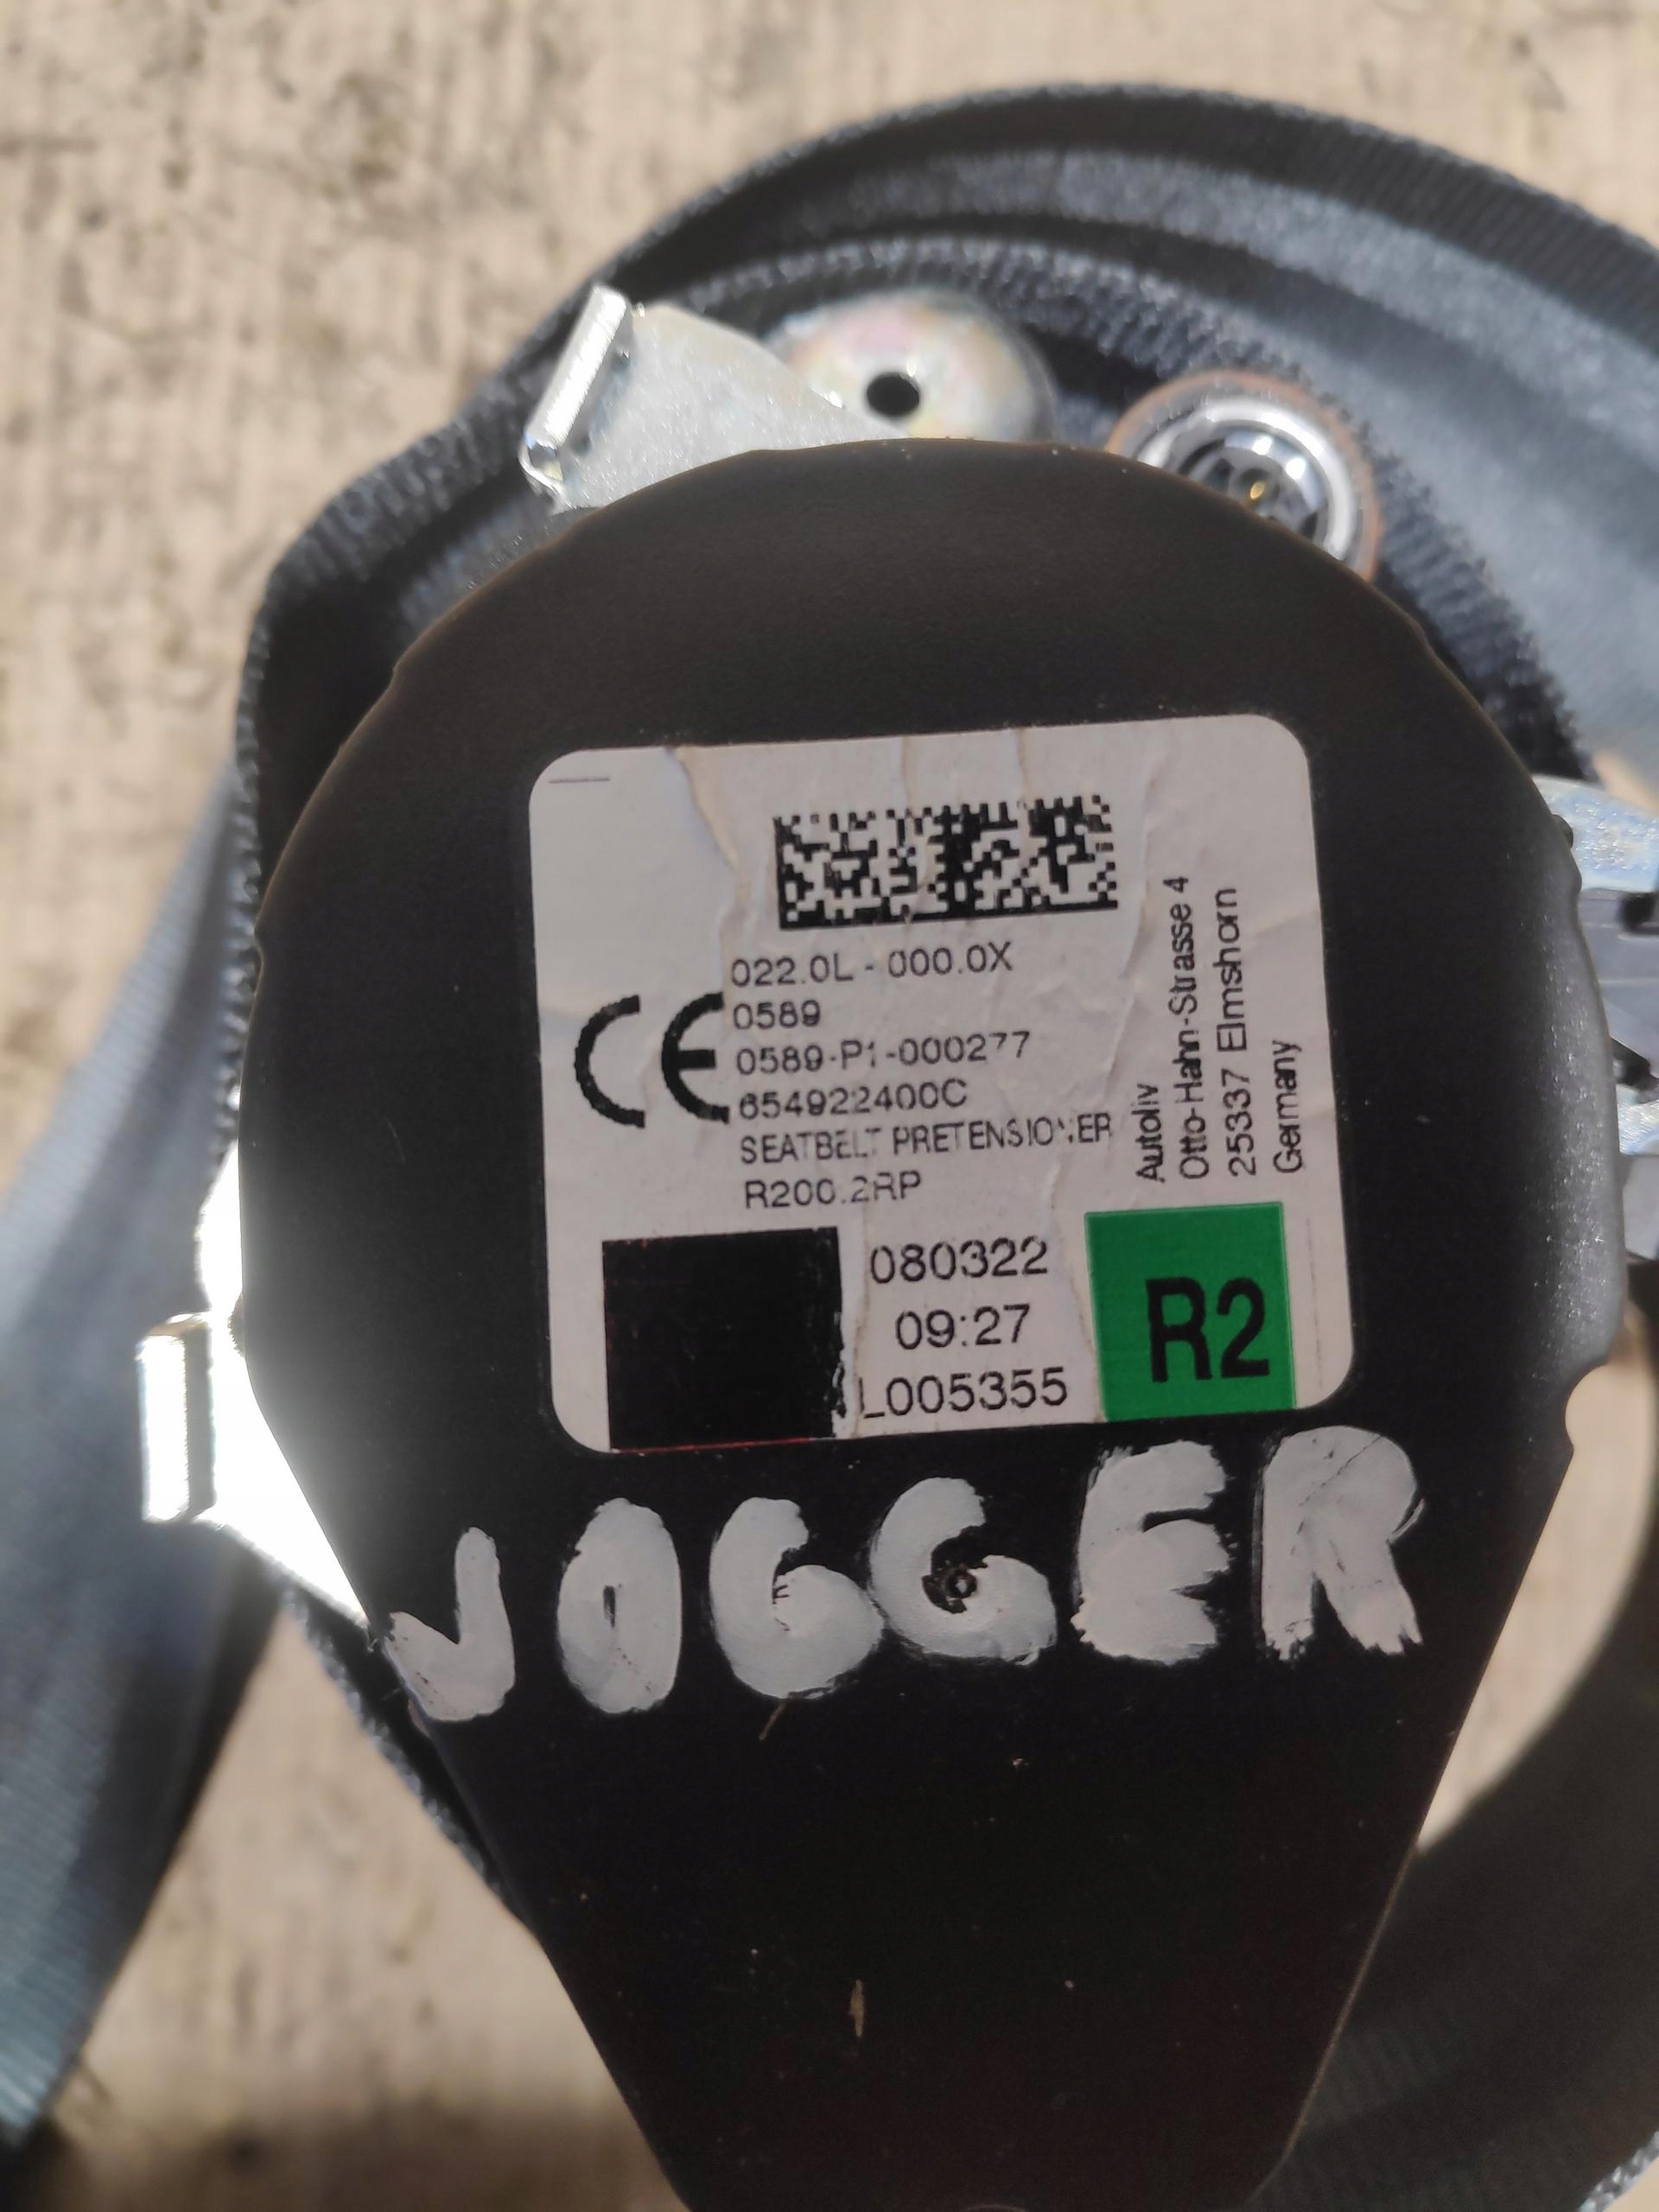 022.0L - 000.0X
CE
0589
0589-P1-000277
654922400C
SEATBELT PRETENSIONER
R200.2RP
Autoliv
Otto-Hahn-Strasse 4
25337 Elmshorn
Germany
080322
09:27
L005355
R2
JOGGER